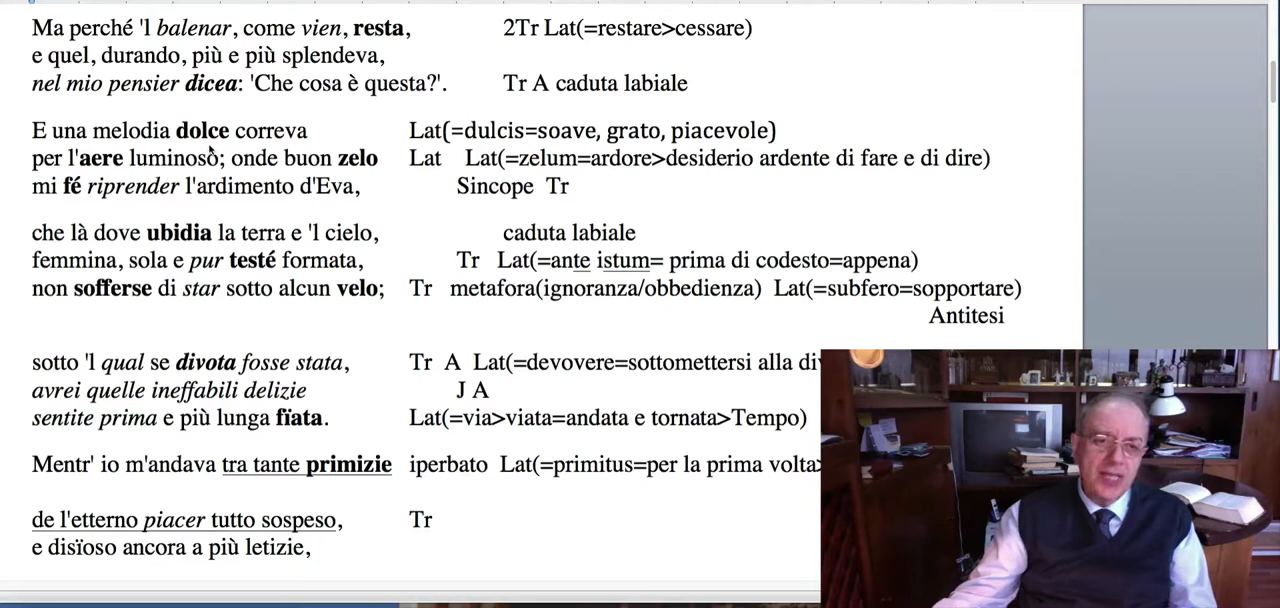 Ma perché 'l balenar, come vien, resta, 2Tr Lat(=restare>cessare)
e quel, durando, più e più splendeva,
nel mio pensier dicea: 'Che cosa è questa?'. Tr A caduta labiale
E una melodia dolce correva Lat(=dulcis=soave, grato, piacevole)
per l'aere luminoso; onde buon zelo Lat Lat(=zelum=ardore>desiderio ardente di fare e di dire)
mi fé riprender l'ardimento d'Eva, Sincope Tr
che là dove ubidia la terra e 'l cielo, caduta labiale
femmina, sola e pur testé formata, Tr Lat(=ante istum= prima di codesto=appena)
non sofferse di star sotto alcun velo; Tr metafora(ignoranza/obbedienza) Lat(=subfero=sopportare)
Antitesi
sotto 'l qual se divota fosse stata, Tr A Lat(=devovere=sottomettersi alla
avrei quelle ineffabili delizie J A
sentite prima e più lunga fïata. Lat(=via>viata=andata e tornata>Tempo)
Mentr' io m'andava tra tante primizie iperbato Lat(=primitus=per la prima volta>
de l'etterno piacer tutto sospeso, Tr
e disïoso ancora a più letizie,